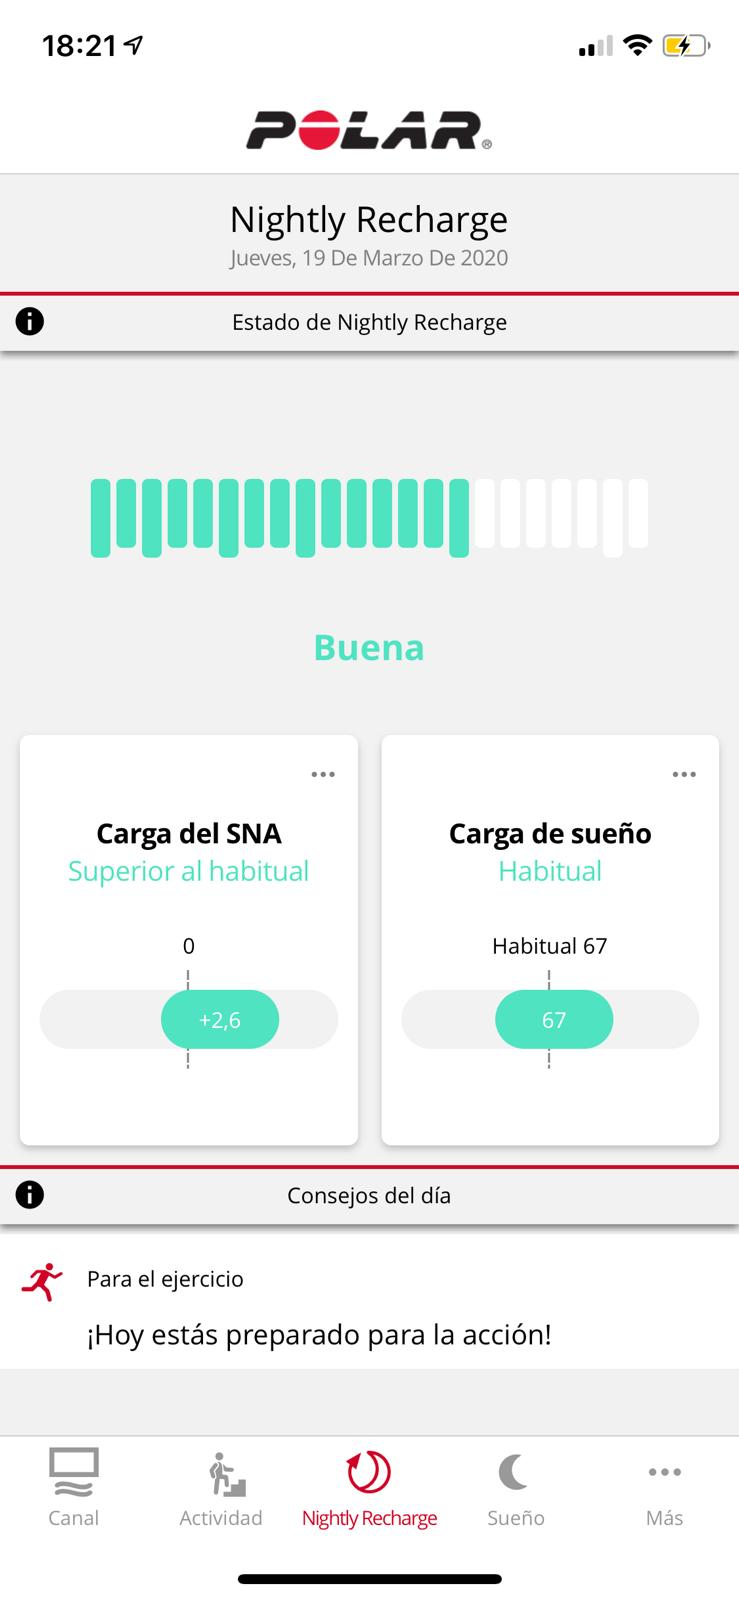 18:21
POLAR®
Nightly Recharge
Jueves, 19 De Marzo De 2020
Estado de Nightly Recharge
Buena
Carga del SNA
Superior al habitual
0
+2,6
Carga de sueño
Habitual
Habitual 67
67
Consejos del día
Para el ejercicio
¡Hoy estás preparado para la acción!
Canal
Actividad
Nightly Recharge
Sueño
Más